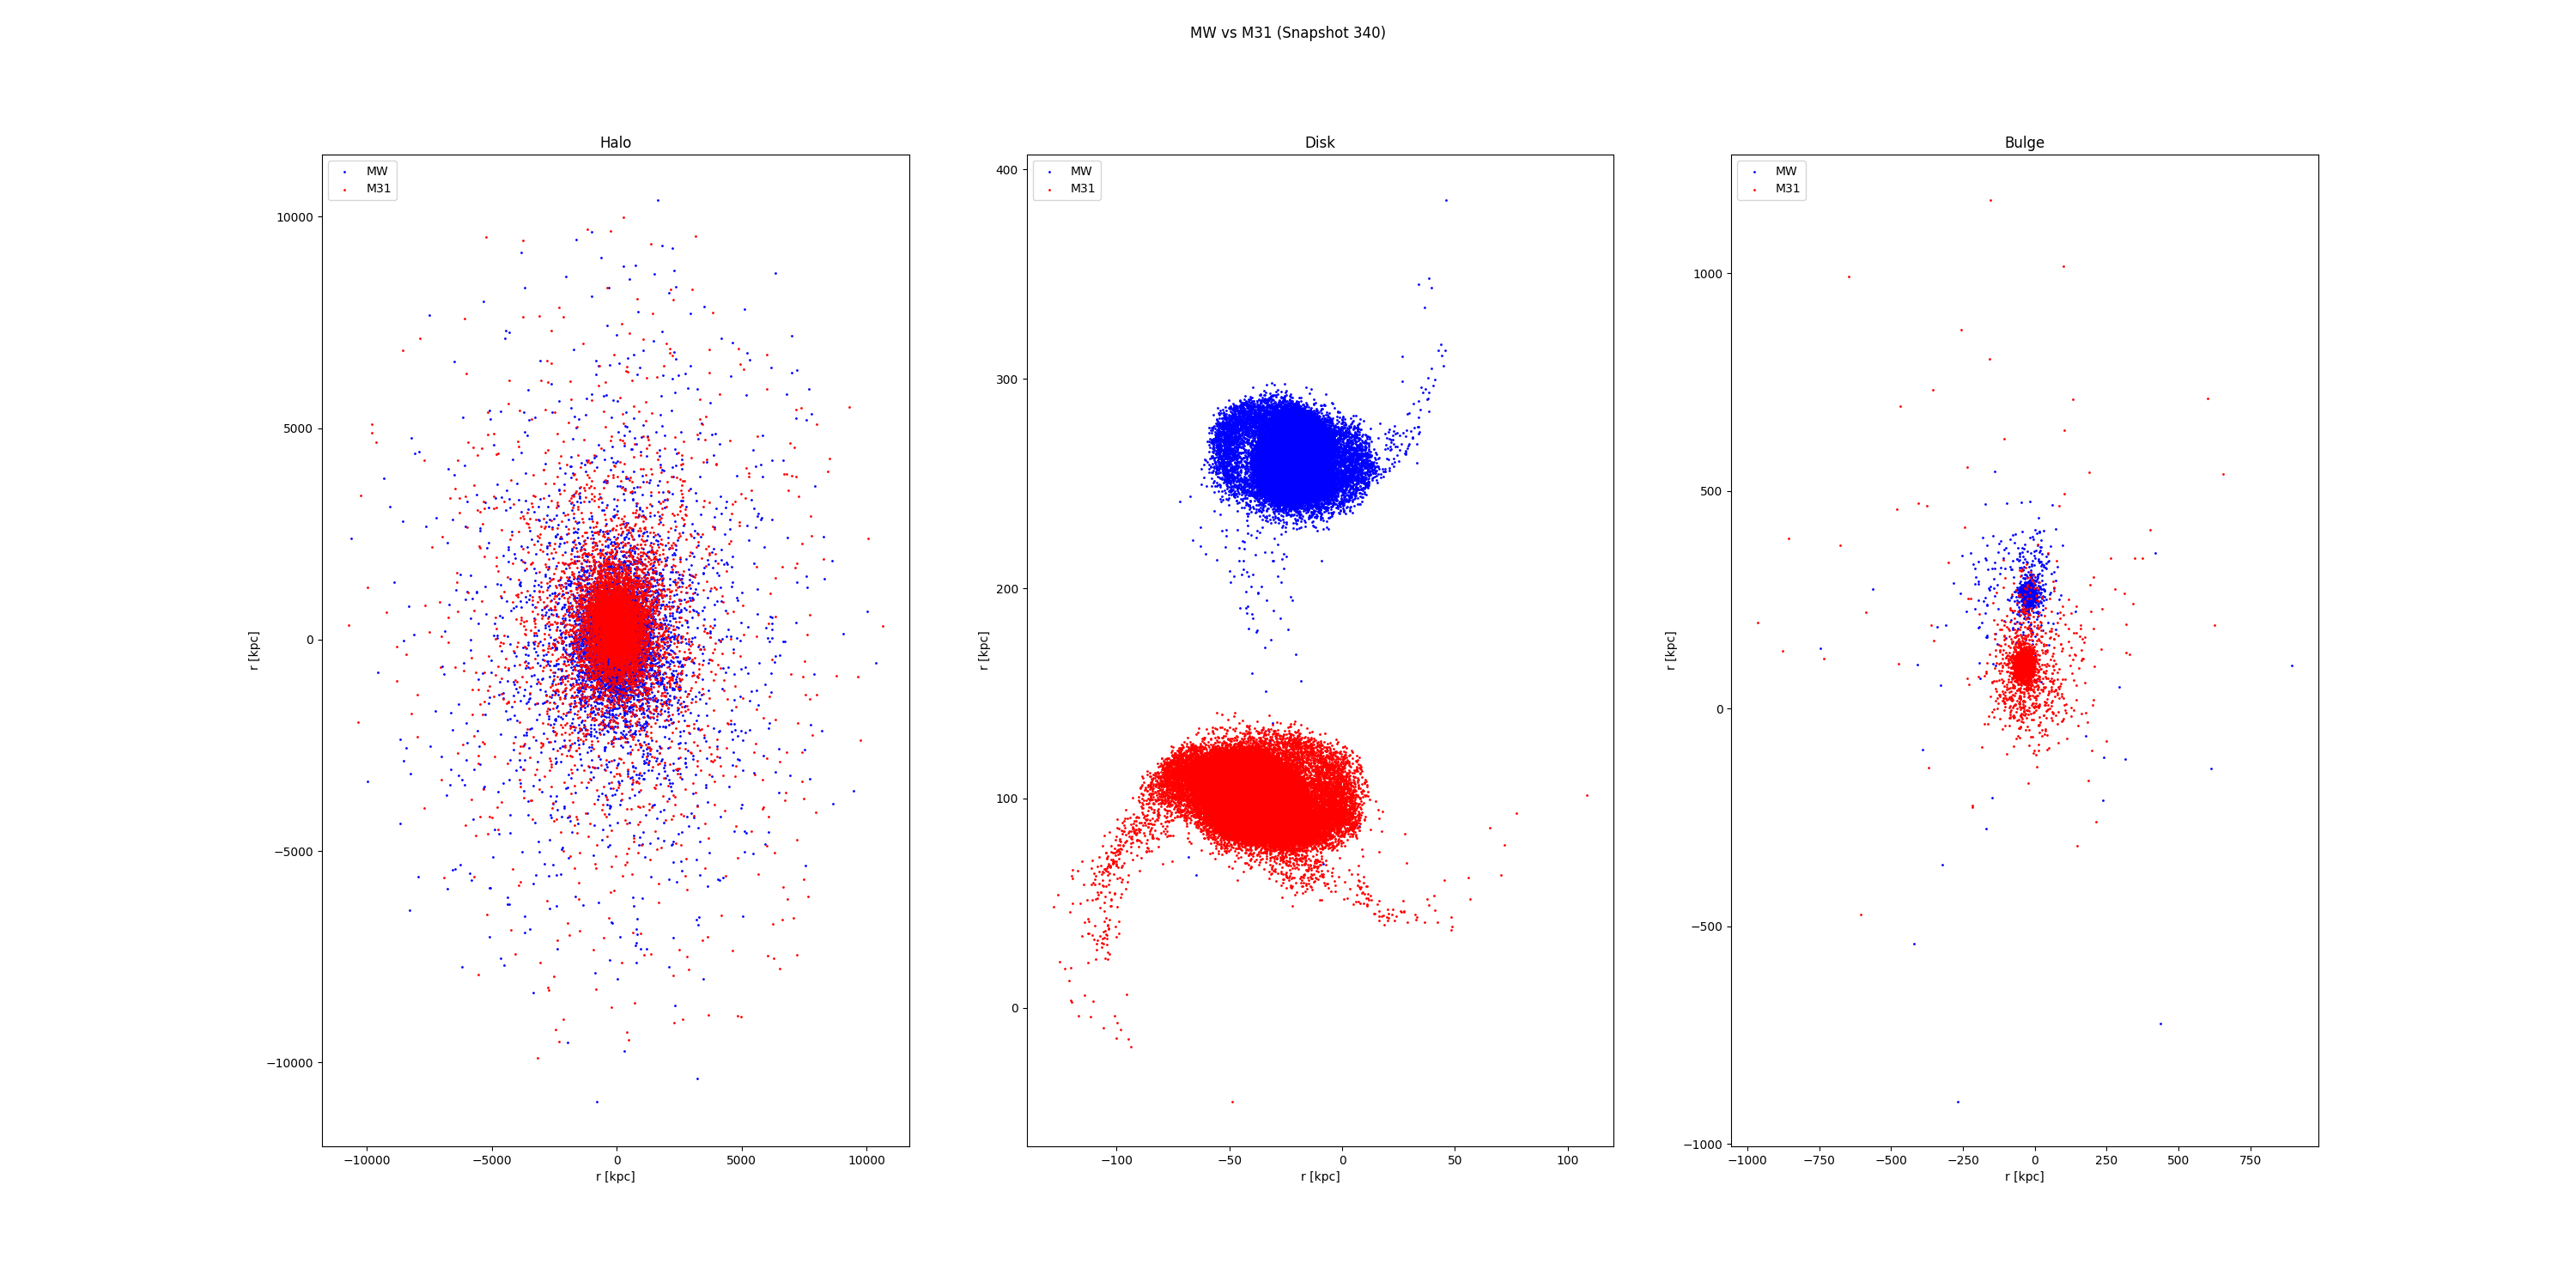 MW vs M31 (Snapshot 340)
Halo
MW
M31
10000
5000
0
−5000
−10000
r [kpc]
−10000 −5000 0 5000 10000
r [kpc]
Disk
MW
M31
400
300
200
100
0
r [kpc]
−100 −50 0 50 100
r [kpc]
Bulge
MW
M31
1000
500
0
−500
−1000
r [kpc]
−1000 −750 −500 −250 0 250 500 750
r [kpc]